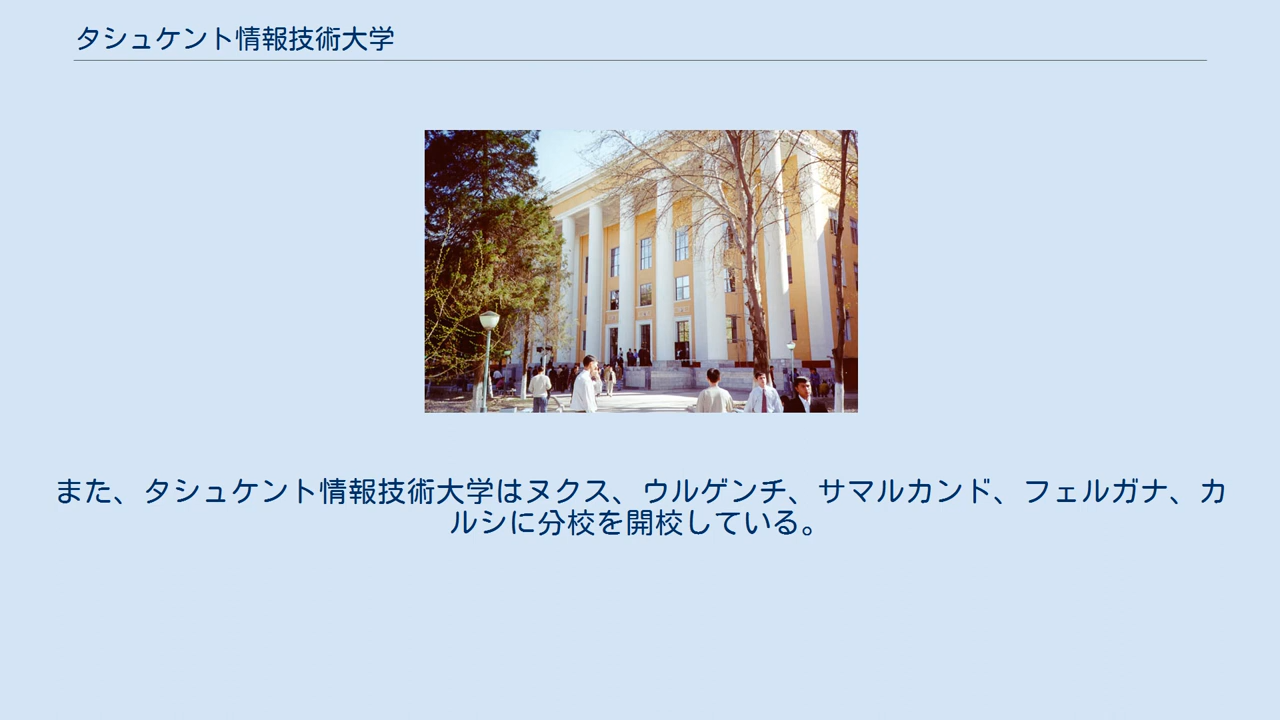 タシュケント情報技術大学
また、タシュケント情報技術大学はヌクス、ウルゲンチ、サマルカンド、フェルガナ、カ
ルシに分校を開校している。